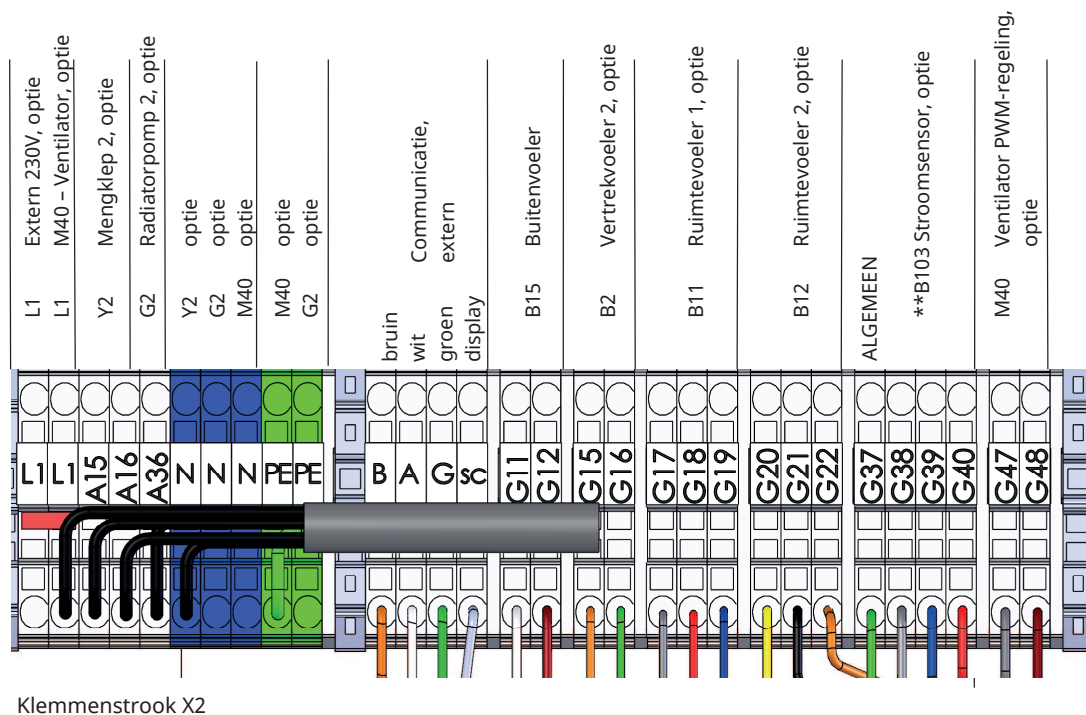 L1 Extern 230V, optie
L1 M40 – Ventilator, optie
Y2 Mengklep 2, optie
G2 Radiatorpomp 2, optie
Y2 optie
G2 optie
M40 optie
M40 optie
G2 optie
bruin
wit
groen
display
Communicatie,
extern
B15 Buitenvoeler
B2 Vertrekvoeler 2, optie
B11 Ruimtevoeler 1, optie
B12 Ruimtevoeler 2, optie
ALGEMEEN
**B103 Stroomsensor, optie
M40 Ventilator PWM-regeling,
optie
L1 L1 A15 A16 A36 N N N PE PE B A G SC G11 G12 G15 G16 G17 G18 G19 G20 G21 G22 G37 G38 G39 G40 G47 G48
Klemmenstrook X2